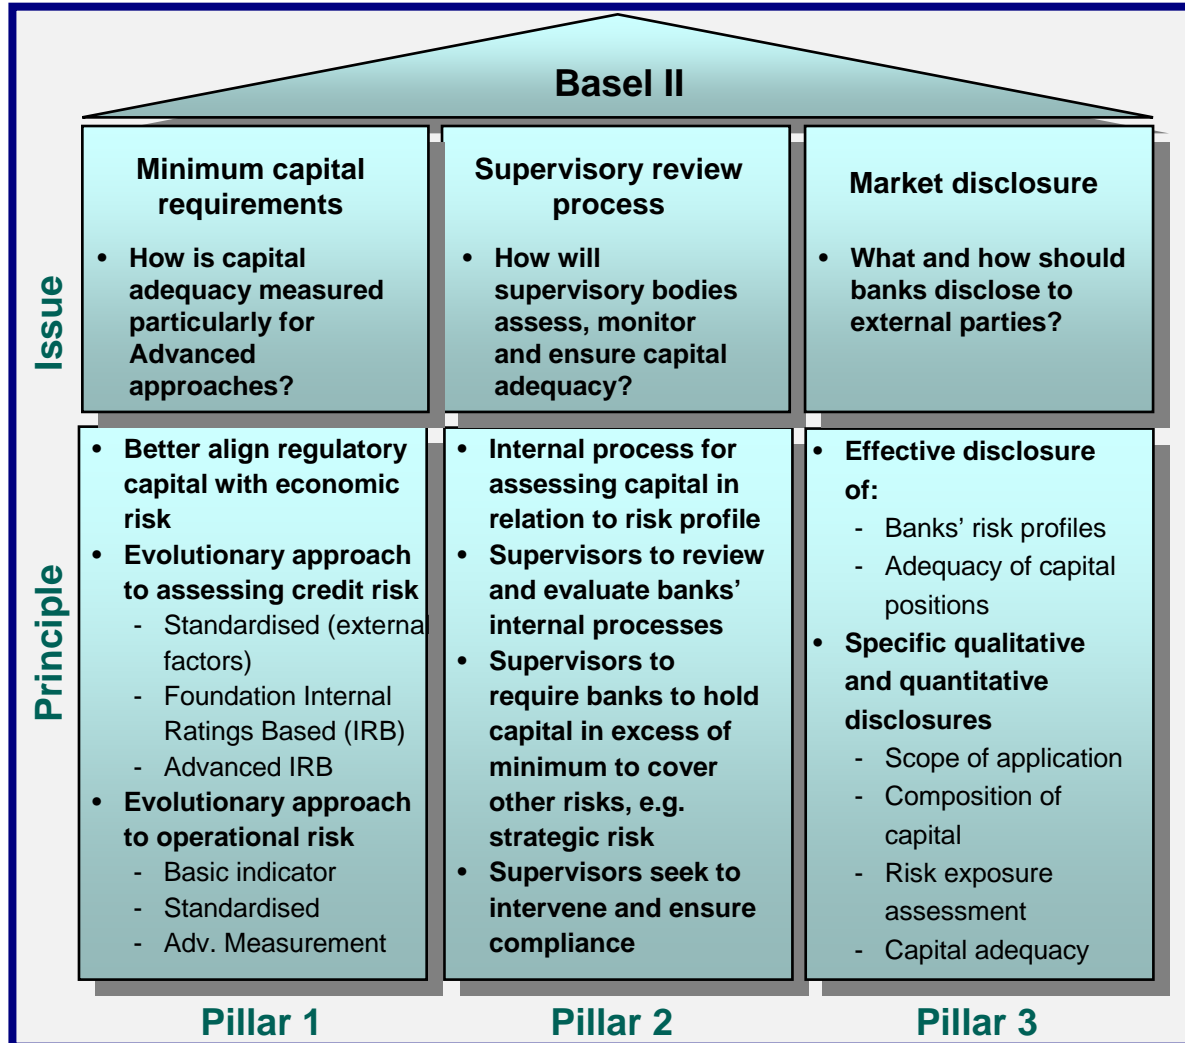 Basel II
Issue
Minimum capital
requirements
• How is capital
adequacy measured
particularly for
Advanced
approaches?
Supervisory review
process
• How will
supervisory bodies
assess, monitor
and ensure capital
adequacy?
Market disclosure
• What and how should
banks disclose to
external parties?
Principle
• Better align regulatory
capital with economic
risk
• Evolutionary approach
to assessing credit risk
- Standardised (external
factors)
- Foundation Internal
Ratings Based (IRB)
- Advanced IRB
• Evolutionary approach
to operational risk
- Basic indicator
- Standardised
- Adv. Measurement
• Internal process for
assessing capital in
relation to risk profile
• Supervisors to review
and evaluate banks’
internal processes
• Supervisors to
require banks to hold
capital in excess of
minimum to cover
other risks, e.g.
strategic risk
• Supervisors seek to
intervene and ensure
compliance
• Effective disclosure
of:
- Banks’ risk profiles
- Adequacy of capital
positions
• Specific qualitative
and quantitative
disclosures
- Scope of application
- Composition of
capital
- Risk exposure
assessment
- Capital adequacy
Pillar 1
Pillar 2
Pillar 3